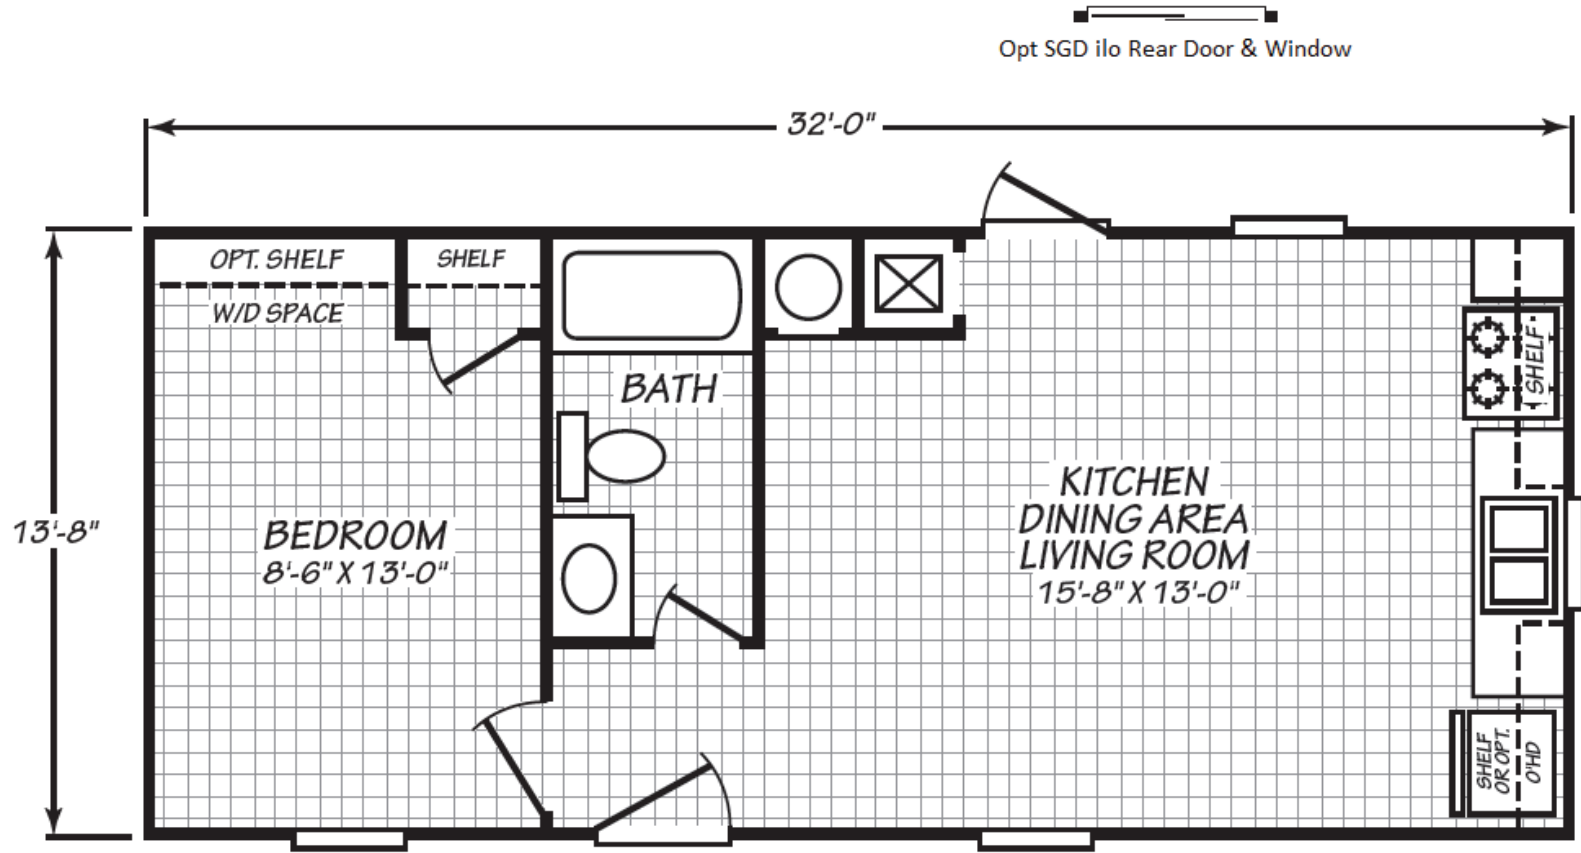 Opt SGD ilo Rear Door & Window
32'-0"
OPT. SHELF
W/D SPACE
SHELF
BATH
SHELF
13'-8"
BEDROOM
8'-6" X 13'-0"
KITCHEN
DINING AREA
LIVING ROOM
15'-8" X 13'-0"
SHELF
OR OPT.
O'HD